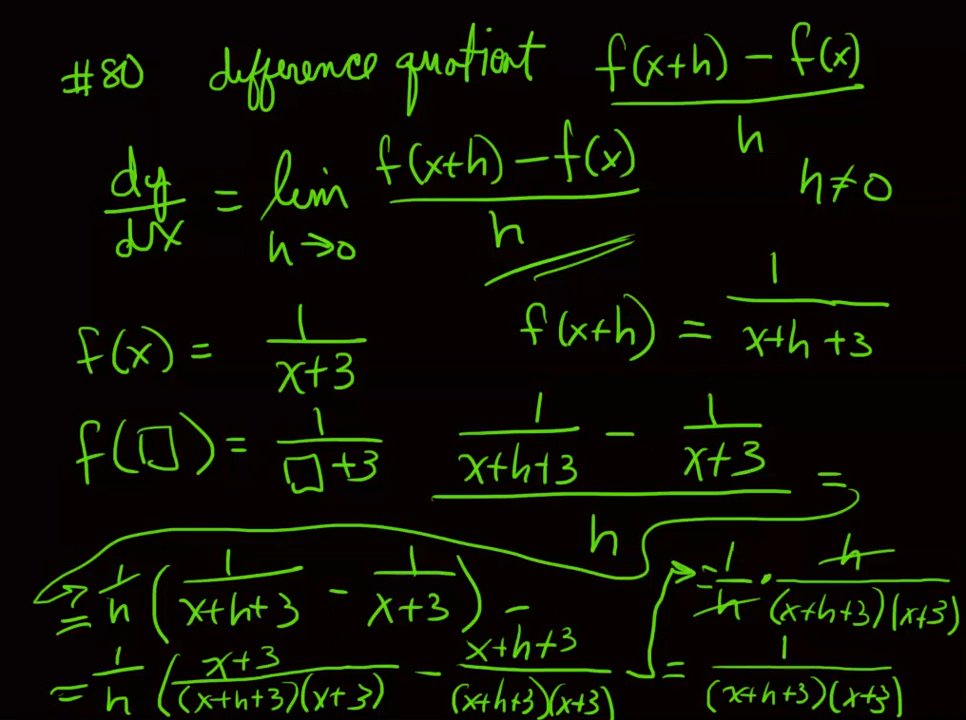 #80 difference quotient (f(x+h) - f(x))/h
h≠0
dy/dx = lim h→0 (f(x+h) - f(x))/h
f(x) = 1/(x+3) f(x+h) = 1/(x+h+3)
f(□) = 1/(□+3) (1/(x+h+3) - 1/(x+3))/h =
= 1/h (1/(x+h+3) - 1/(x+3)) =
= 1/h ((x+3)/((x+h+3)(x+3)) - (x+h+3)/((x+h+3)(x+3))
= 1/h · h/((x+h+3)(x+3))
= 1/((x+h+3)(x+3))